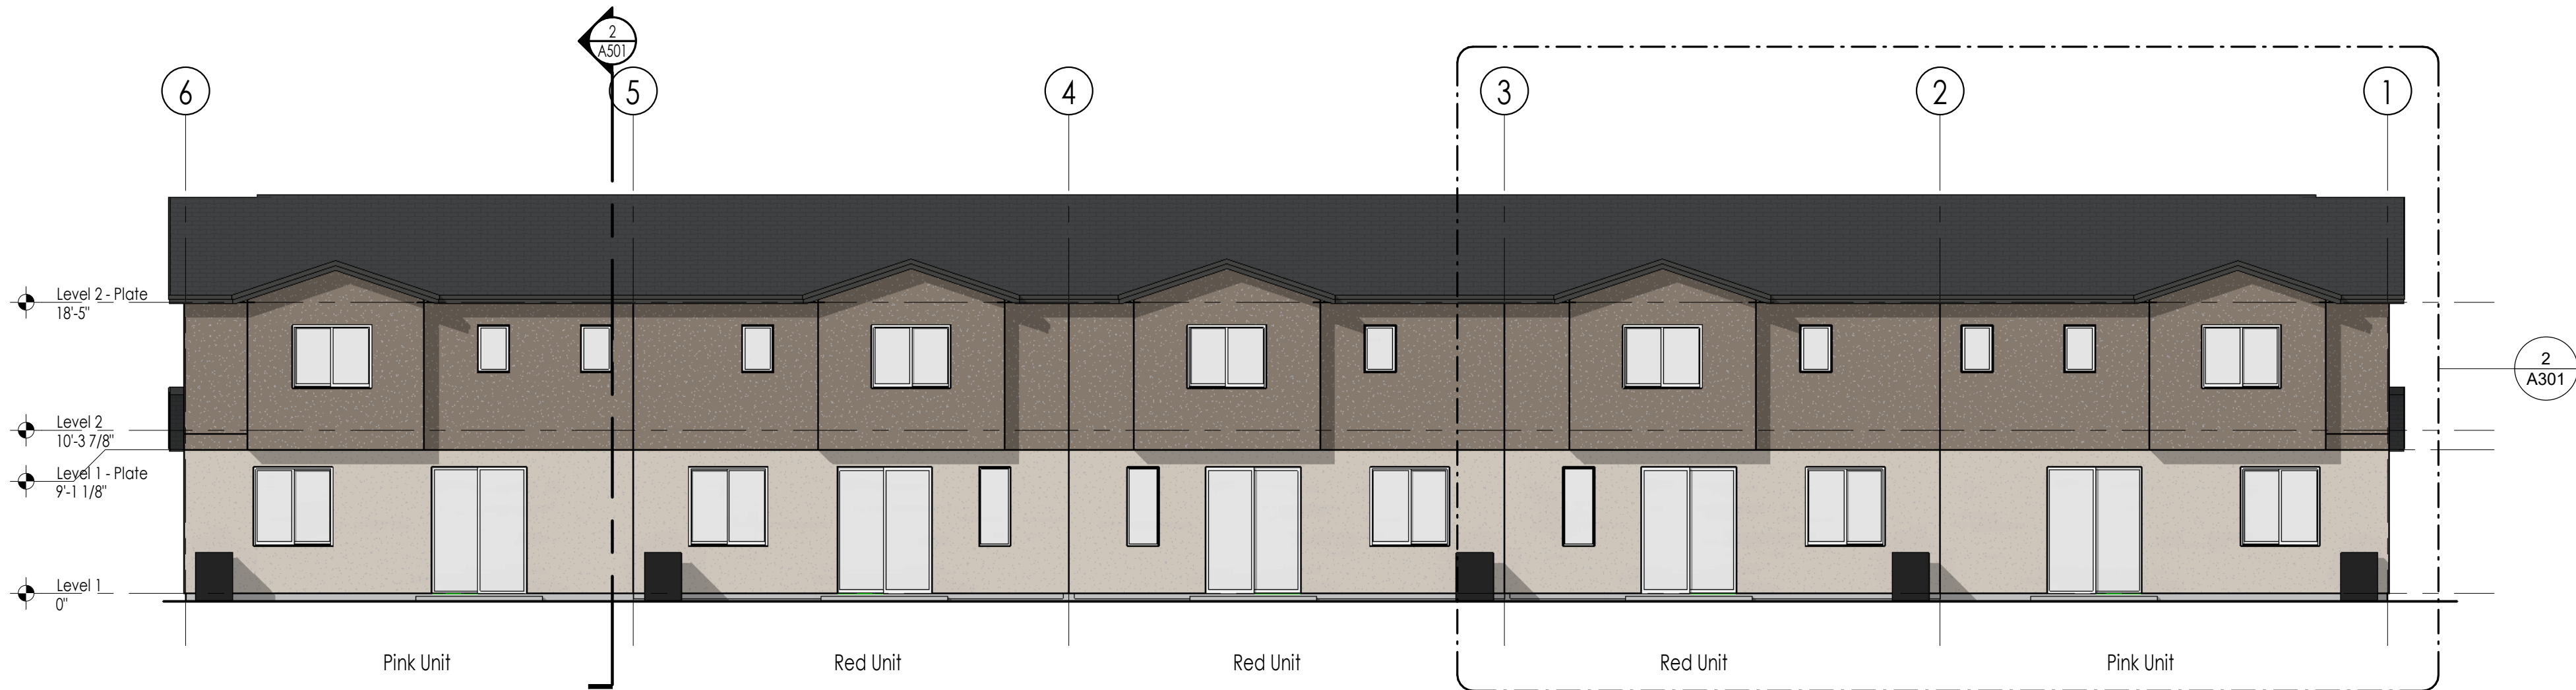 2
A501
6
5
4
3
2
1
Level 2 - Plate
18'-5"
2
A301
Level 2
10'-3 7/8"
Level 1 - Plate
9'-1 1/8"
Level 1
0"
Pink Unit
Red Unit
Red Unit
Red Unit
Pink Unit